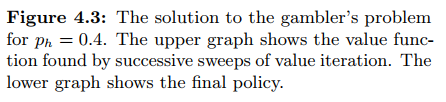 Figure 4.3: The solution to the gambler's problem
for pₕ = 0.4. The upper graph shows the value func-
tion found by successive sweeps of value iteration. The
lower graph shows the final policy.